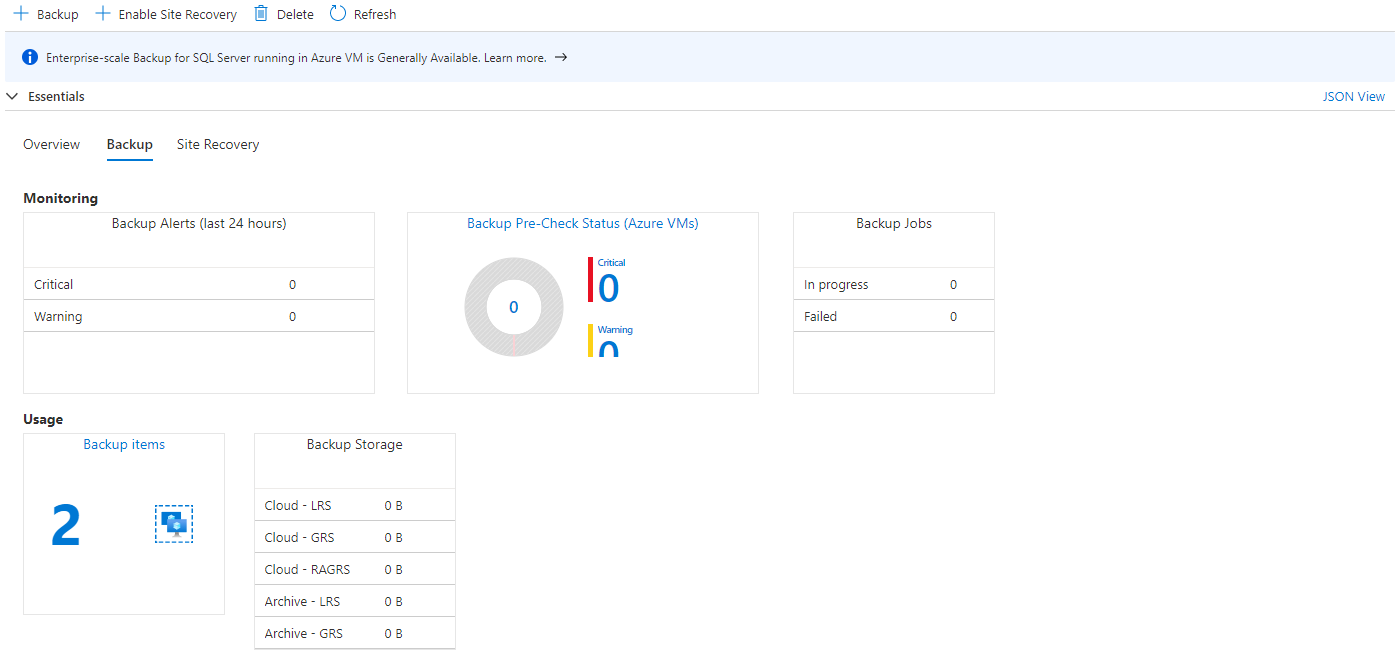 Backup Enable Site Recovery Delete Refresh
Enterprise-scale Backup for SQL Server running in Azure VM is Generally Available. Learn more. →
Essentials JSON View
Overview Backup Site Recovery
Monitoring
Backup Alerts (last 24 hours)
Critical 0
Warning 0
Backup Pre-Check Status (Azure VMs)
0
Critical
0
Warning
0
Backup Jobs
In progress 0
Failed 0
Usage
Backup items
2
Backup Storage
Cloud - LRS 0 B
Cloud - GRS 0 B
Cloud - RAGRS 0 B
Archive - LRS 0 B
Archive - GRS 0 B